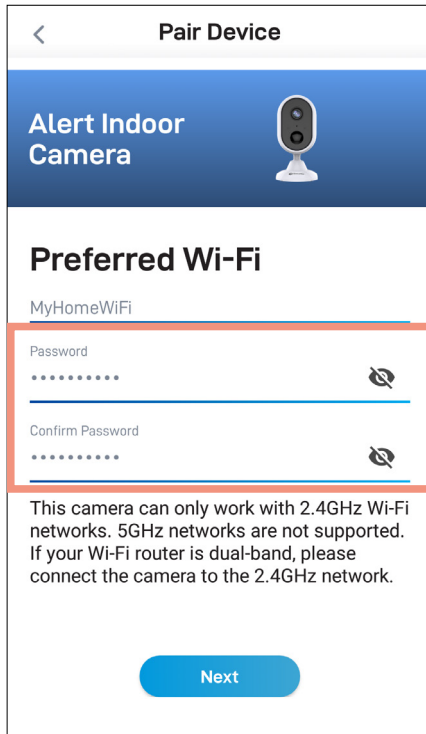 Pair Device
Alert Indoor
Camera
Preferred Wi-Fi
MyHomeWiFi
Password
••••••••••
Confirm Password
••••••••••
This camera can only work with 2.4GHz Wi-Fi
networks. 5GHz networks are not supported.
If your Wi-Fi router is dual-band, please
connect the camera to the 2.4GHz network.
Next